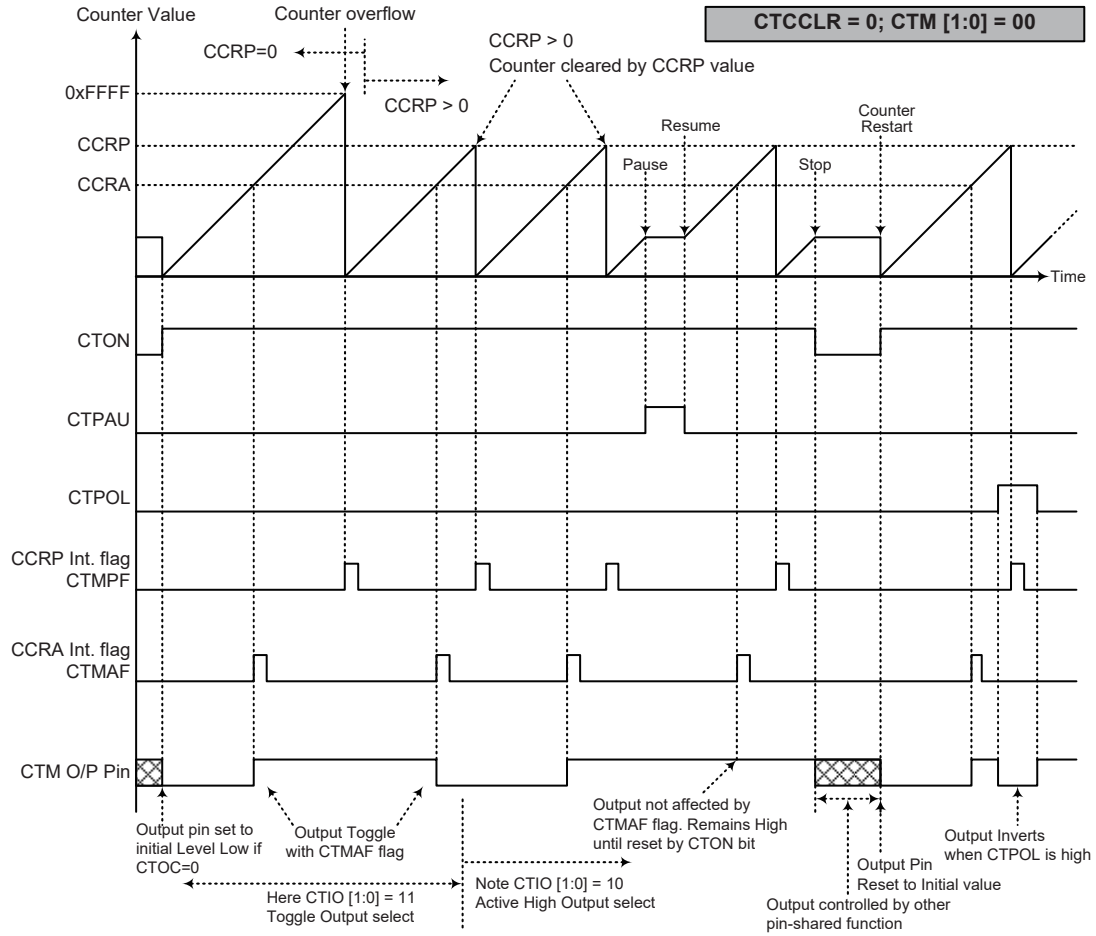 Counter Value
Counter overflow
CTCCLR = 0; CTM [1:0] = 00
CCRP=0
CCRP > 0
CCRP > 0
Counter cleared by CCRP value
0xFFFF
CCRP
CCRA
Pause
Resume
Stop
Counter
Restart
Time
CTON
CTPAU
CTPOL
CCRP Int. flag
CTMPF
CCRA Int. flag
CTMAF
CTM O/P Pin
Output pin set to
initial Level Low if
CTOC=0
Output Toggle
with CTMAF flag
Output not affected by
CTMAF flag. Remains High
until reset by CTON bit
Output Inverts
when CTPOL is high
Output Pin
Reset to Initial value
Here CTIO [1:0] = 11
Toggle Output select
Note CTIO [1:0] = 10
Active High Output select
Output controlled by other
pin-shared function